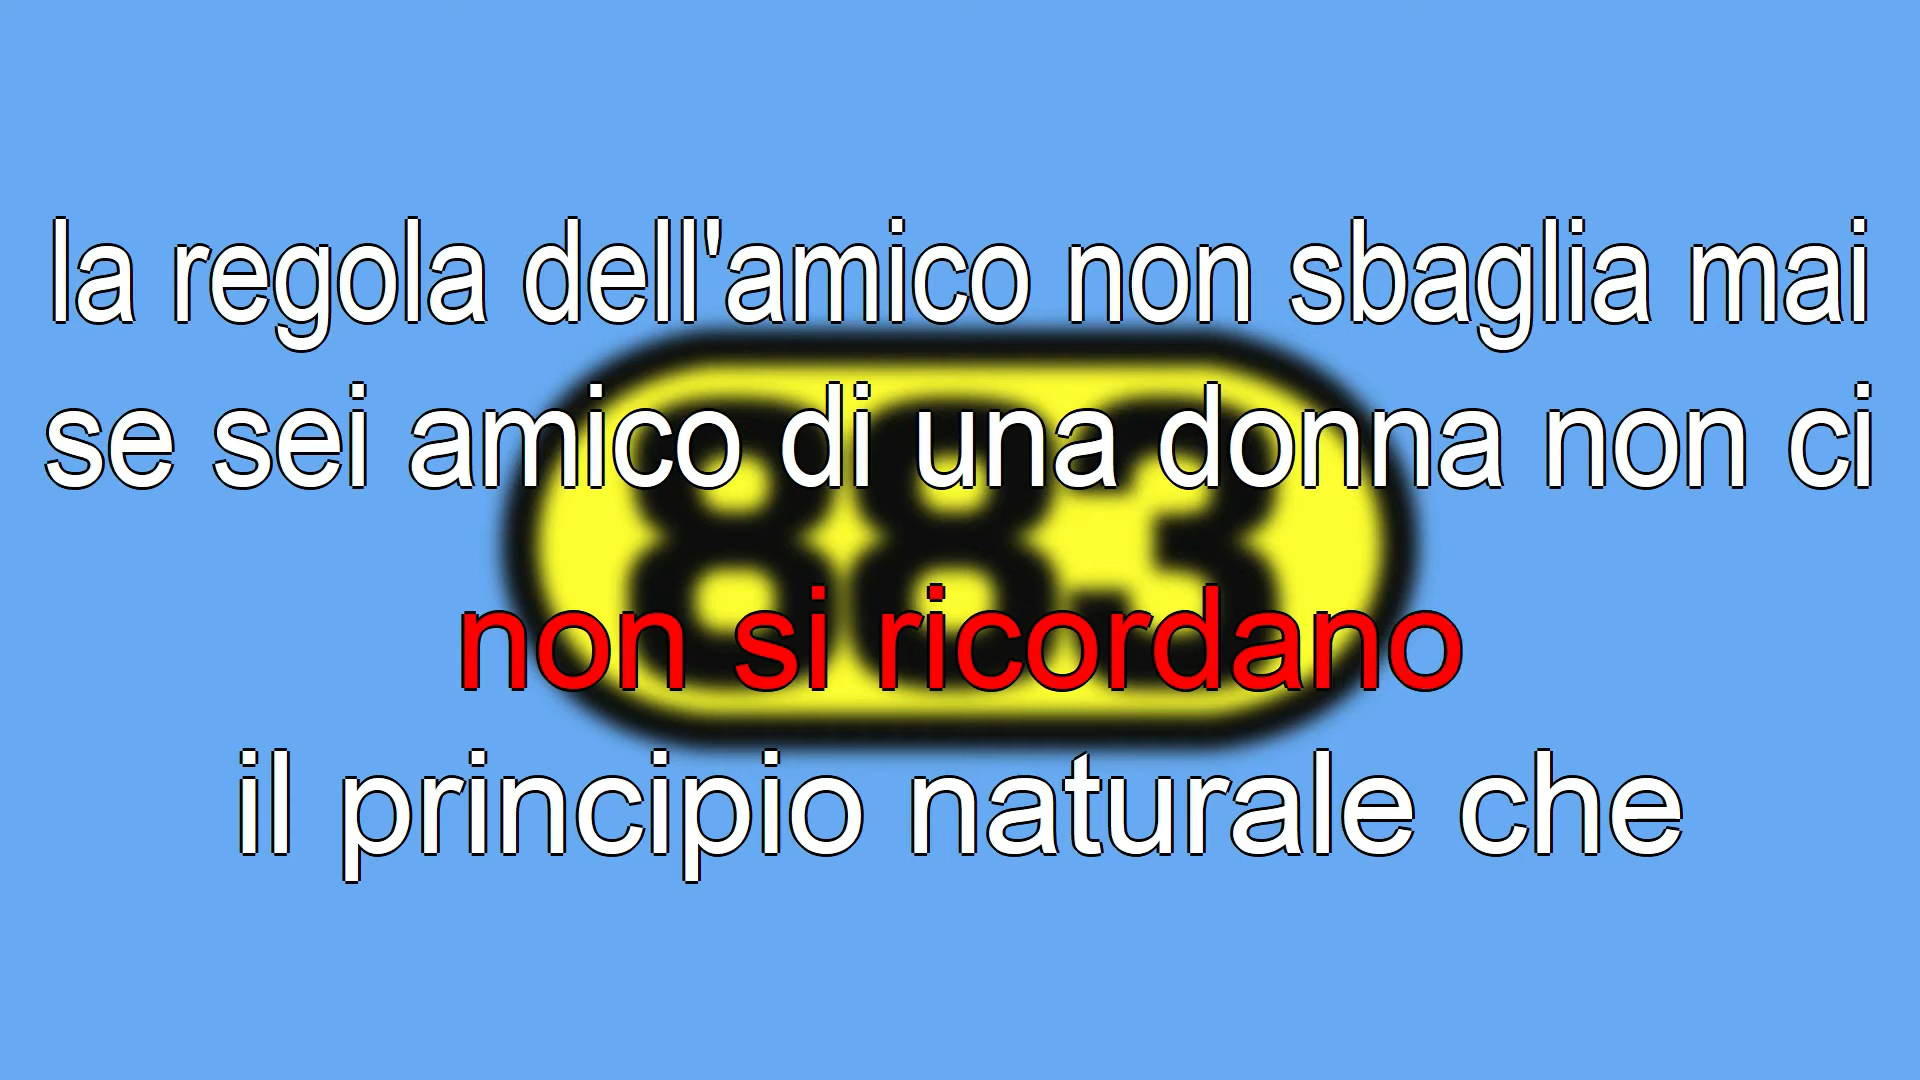 la regola dell'amico non sbaglia mai
se sei amico di una donna non ci
883
non si ricordano
il principio naturale che